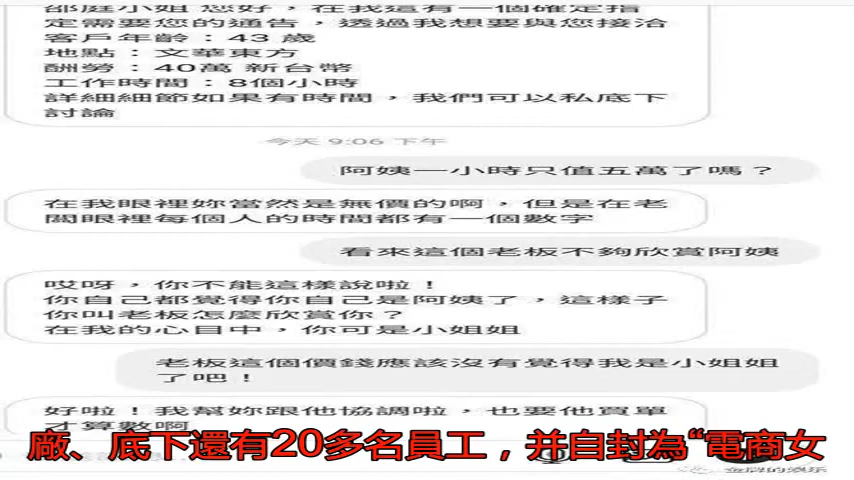 邵庭小姐 您好，在我這有一個確定指
定需要您的通告，透過我想要與您接洽
客戶年齡：43 歲
地點：文華東方
酬勞：40萬 新台幣
工作時間：8個小時
詳細細節如果有時間，我們可以私底下
討論
今天 9:06 下午
阿姨一小時只值五萬了嗎？
在我眼裡妳當然是無價的啊，但是在老
闆眼裡每個人的時間都有一個數字
看來這個老板不夠欣賞阿姨
哎呀，你不能這樣說啦！
你自己都覺得你自己是阿姨了，這樣子
你叫老板怎麼欣賞你？
在我的心目中，你可是小姐姐
老板這個價錢應該沒有覺得我是小姐姐
了吧！
好啦！我幫妳跟他協調啦，也要他買單
才算數啊
廠、底下還有20多名員工，并自封為“電商女
金牌的娛乐